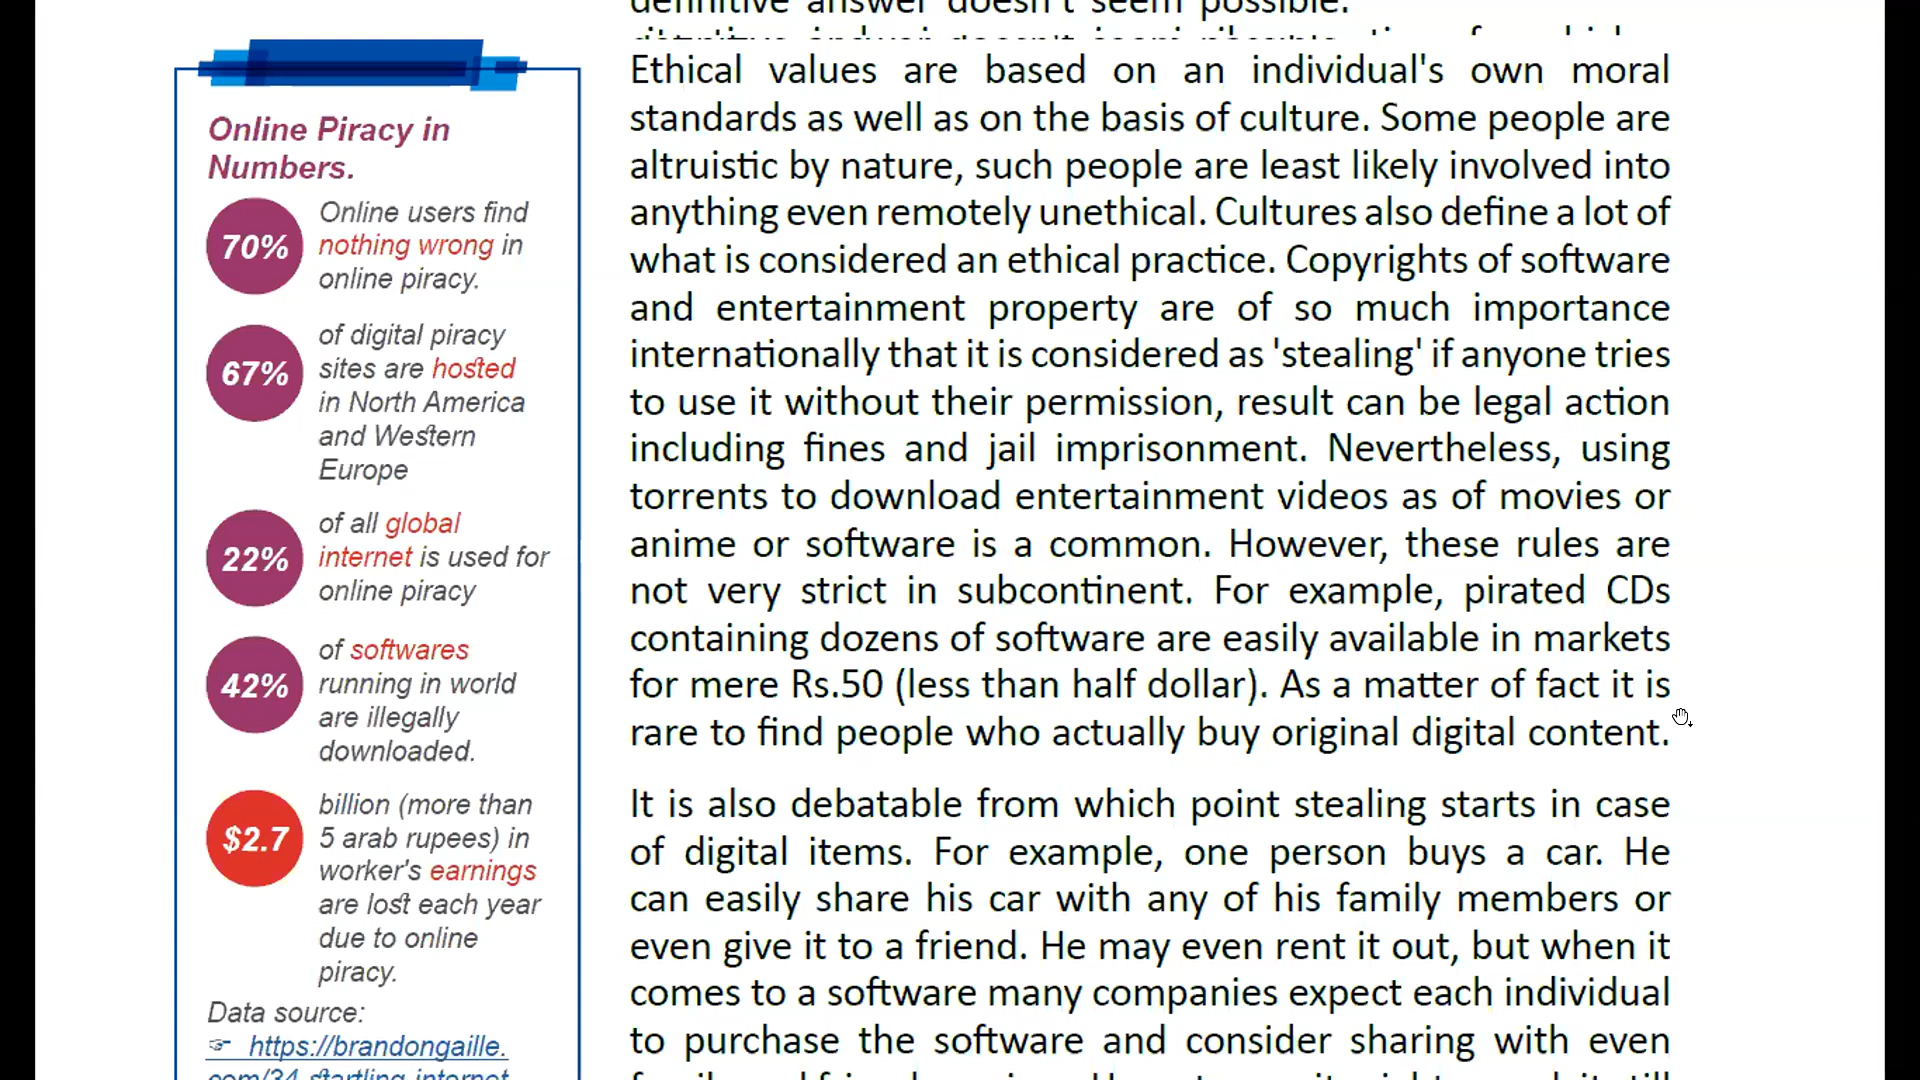 definitive answer doesn't seem possible.
Online Piracy in
Numbers.
70%
Online users find
nothing wrong in
online piracy.
67%
of digital piracy
sites are hosted
in North America
and Western
Europe
22%
of all global
internet is used for
online piracy
42%
of softwares
running in world
are illegally
downloaded.
$2.7
billion (more than
5 arab rupees) in
worker's earnings
are lost each year
due to online
piracy.
Data source:
☞ https://brandongaille.
com/34-startling-internet
Ethical values are based on an individual's own moral
standards as well as on the basis of culture. Some people are
altruistic by nature, such people are least likely involved into
anything even remotely unethical. Cultures also define a lot of
what is considered an ethical practice. Copyrights of software
and entertainment property are of so much importance
internationally that it is considered as 'stealing' if anyone tries
to use it without their permission, result can be legal action
including fines and jail imprisonment. Nevertheless, using
torrents to download entertainment videos as of movies or
anime or software is a common. However, these rules are
not very strict in subcontinent. For example, pirated CDs
containing dozens of software are easily available in markets
for mere Rs.50 (less than half dollar). As a matter of fact it is
rare to find people who actually buy original digital content.
It is also debatable from which point stealing starts in case
of digital items. For example, one person buys a car. He
can easily share his car with any of his family members or
even give it to a friend. He may even rent it out, but when it
comes to a software many companies expect each individual
to purchase the software and consider sharing with even